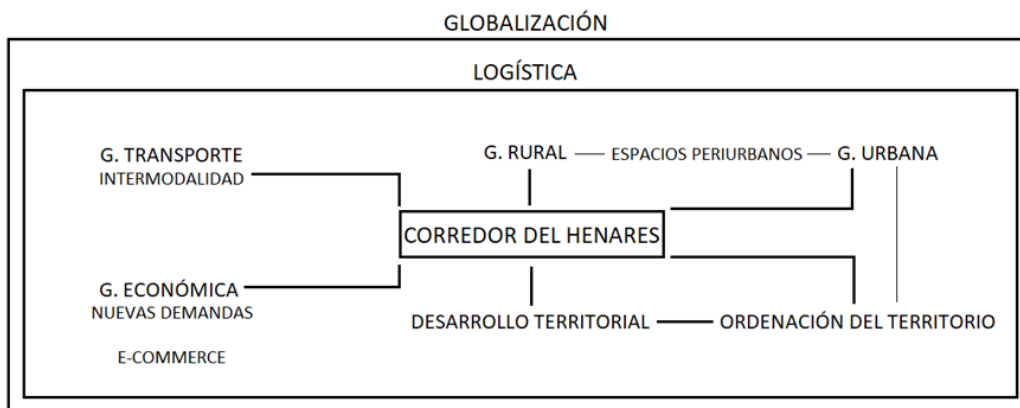 GLOBALIZACIÓN
LOGÍSTICA
G. TRANSPORTE
INTERMODALIDAD
G. RURAL
ESPACIOS PERIURBANOS
G. URBANA
CORREDOR DEL HENARES
G. ECONÓMICA
NUEVAS DEMANDAS
E-COMMERCE
DESARROLLO TERRITORIAL
ORDENACIÓN DEL TERRITORIO